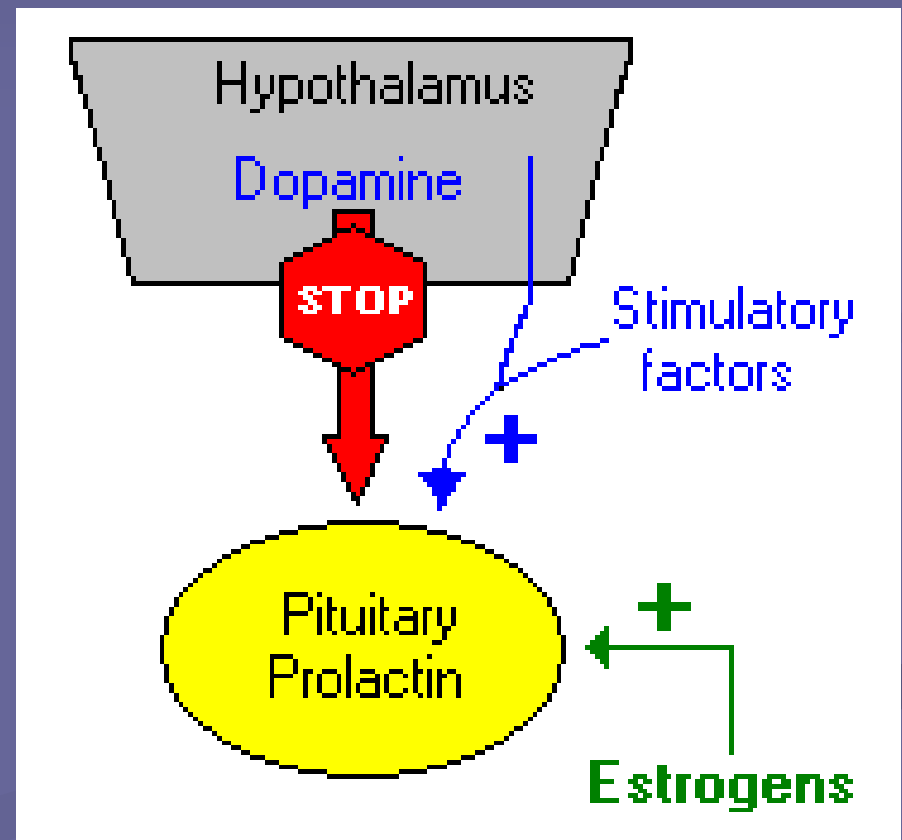 Hypothalamus
Dopamine
STOP
Stimulatory
factors
+
Pituitary
Prolactin
+
Estrogens